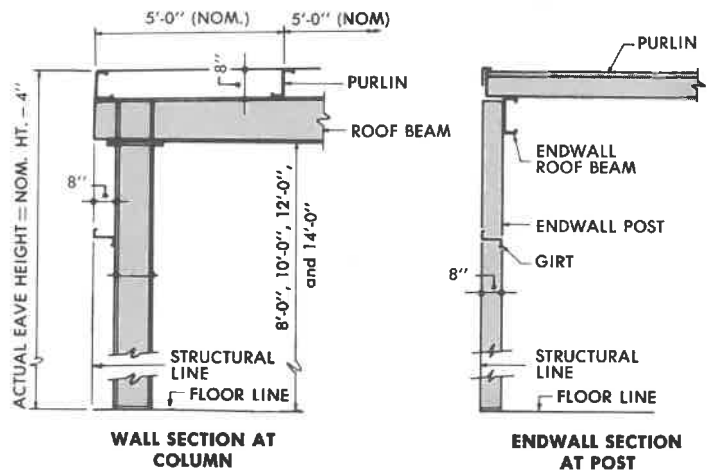 5'-0" (NOM.)
5'-0" (NOM)
8"
PURLIN
ROOF BEAM
ACTUAL EAVE HEIGHT = NOM. HT. – 4"
8"
8'-0", 10'-0", 12'-0",
and 14'-0"
STRUCTURAL
LINE
FLOOR LINE
WALL SECTION AT
COLUMN
PURLIN
ENDWALL
ROOF BEAM
ENDWALL POST
GIRT
8"
STRUCTURAL
LINE
FLOOR LINE
ENDWALL SECTION
AT POST